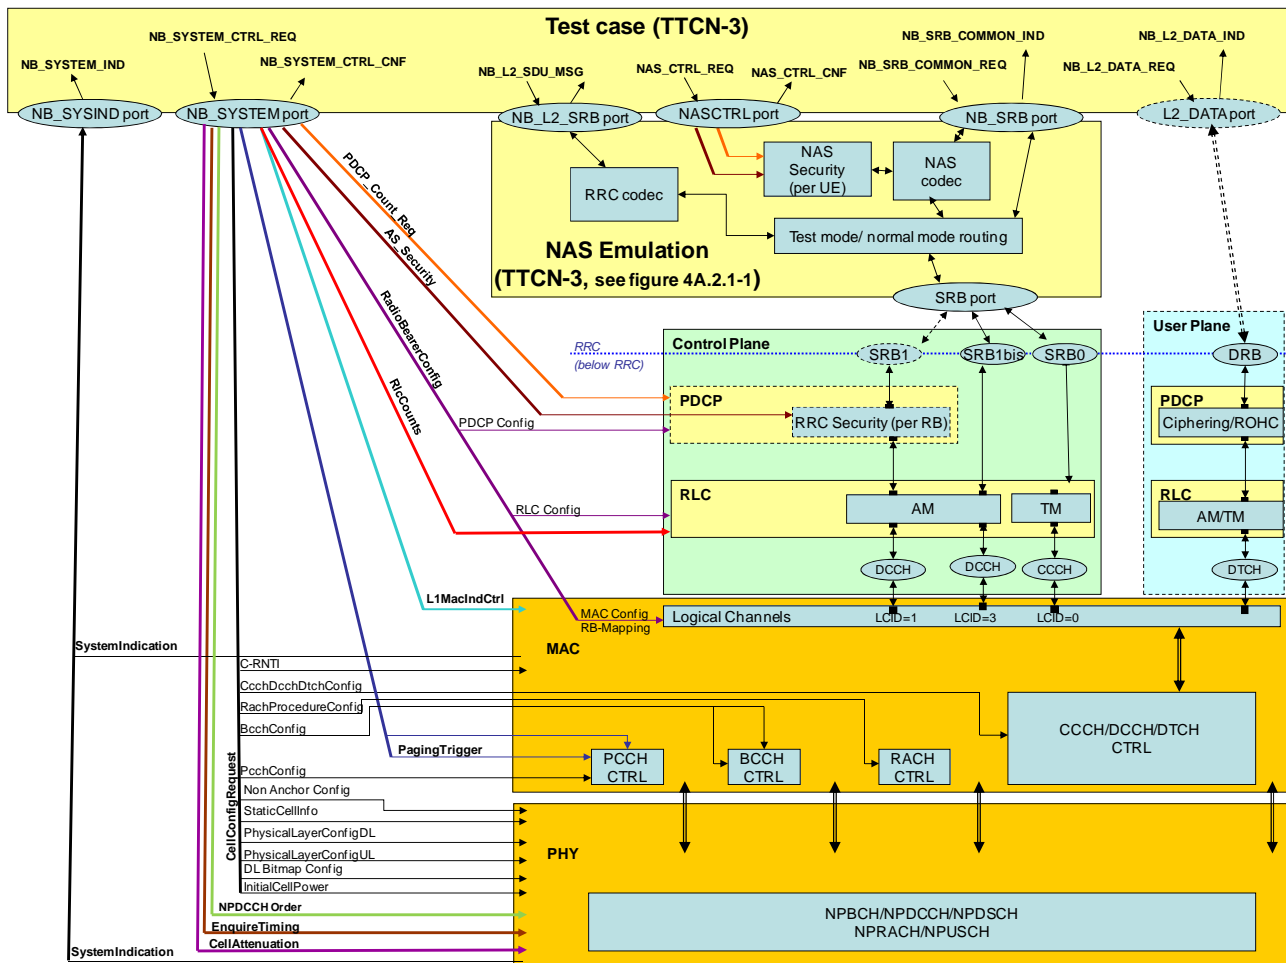 Test case (TTCN-3)
NB_SYSTEM_CTRL_REQ
NB_SYSTEM_IND
NB_SYSTEM_CTRL_CNF
NB_L2_SDU_MSG
NAS_CTRL_REQ
NAS_CTRL_CNF
NB_SRB_COMMON_IND
NB_SRB_COMMON_REQ
NB_L2_DATA_IND
NB_L2_DATA_REQ
NB_SYSIND port
NB_SYSTEM port
NB_L2_SRB port
NASCTRL port
NB_SRB port
L2_DATA port
NAS
Security
(per UE)
NAS
codec
RRC codec
Test mode/ normal mode routing
NAS Emulation
(TTCN-3, see figure 4A.2.1-1)
SRB port
PDCP_Count_Req
AS_Security
RadioBearerConfig
RlcCounts
RRC
(below RRC)
Control Plane
SRB1
SRB1bis
SRB0
User Plane
DRB
PDCP
RRC Security (per RB)
PDCP Config
PDCP
Ciphering/ROHC
RLC
AM
TM
RLC Config
RLC
AM/TM
DCCH
DCCH
CCCH
DTCH
L1MacIndCtrl
MAC Config
RB-Mapping
Logical Channels
LCID=1
LCID=3
LCID=0
MAC
SystemIndication
C-RNTI
CcchDcchDtchConfig
RachProcedureConfig
BcchConfig
PagingTrigger
PcchConfig
PCCH
CTRL
BCCH
CTRL
RACH
CTRL
CCCH/DCCH/DTCH
CTRL
CellConfigRequest
Non Anchor Config
StaticCellInfo
PhysicalLayerConfigDL
PhysicalLayerConfigUL
DL Bitmap Config
InitialCellPower
PHY
NPDCCH Order
EnquireTiming
CellAttenuation
SystemIndication
NPBCH/NPDCCH/NPDSCH
NPRACH/NPUSCH